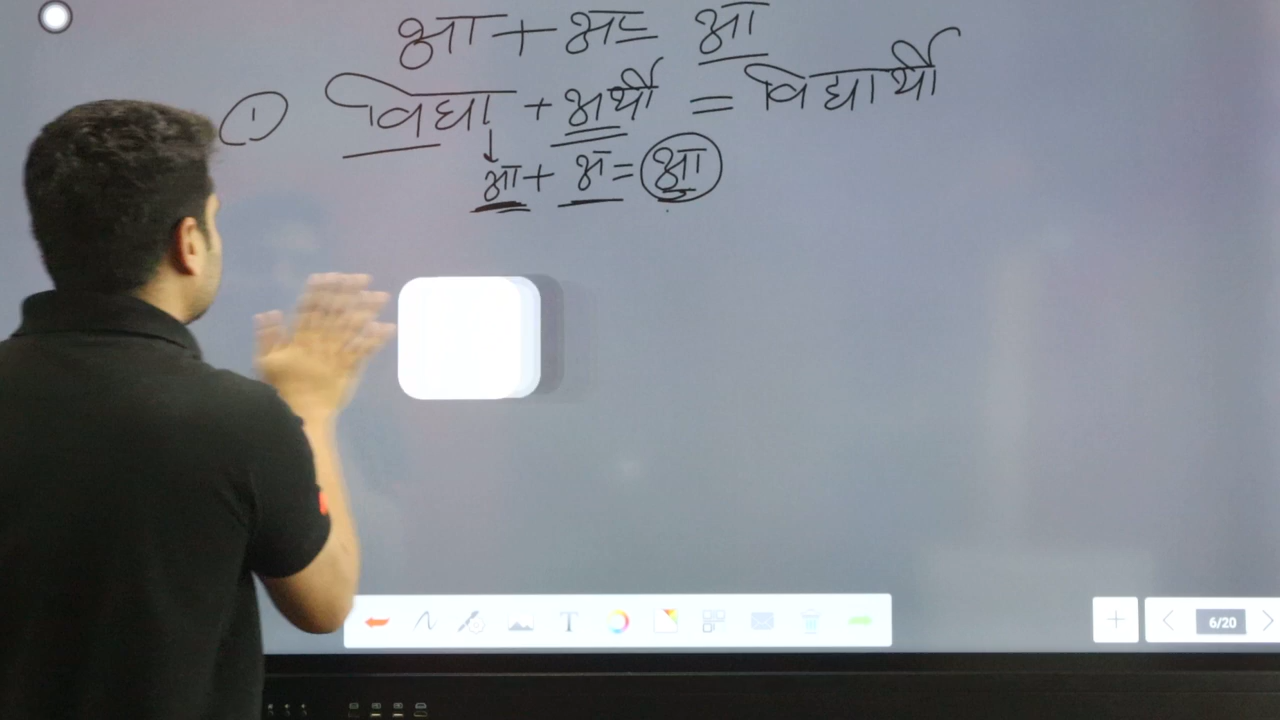 आ + अ = आ
① विद्या + अर्थी = विद्यार्थी
आ + अ = आ
T
6/20